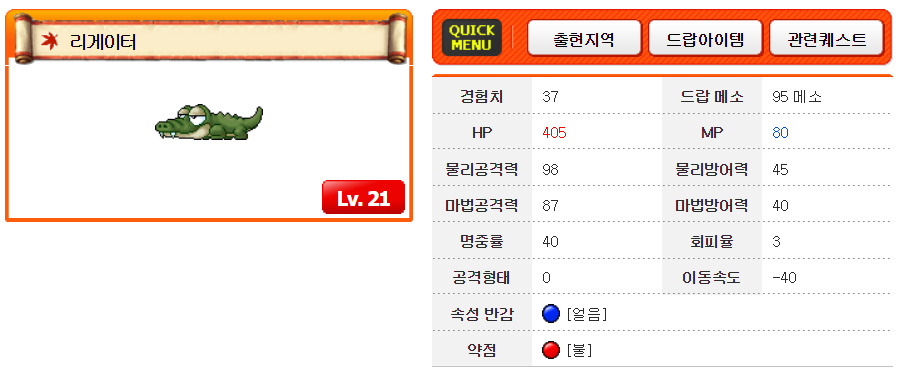 리게이터
Lv. 21
QUICK
MENU
출현지역
드랍아이템
관련퀘스트
경험치 37 드랍 메소 95 메소
HP 405 MP 80
물리공격력 98 물리방어력 45
마법공격력 87 마법방어력 40
명중률 40 회피율 3
공격형태 0 이동속도 -40
속성 반감 [얼음]
약점 [불]